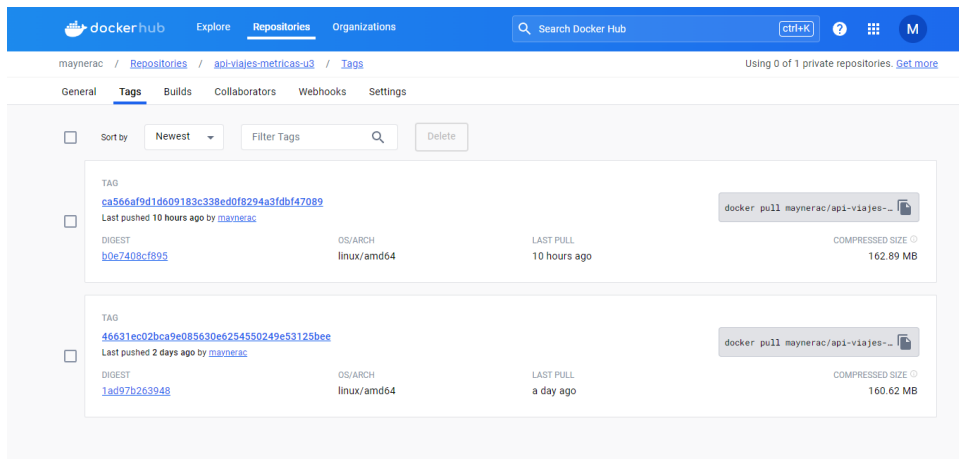 dockerhub Explore Repositories Organizations Search Docker Hub ctrl+K ? M
maynerac / Repositories / api-viajes-metricas-u3 / Tags Using 0 of 1 private repositories. Get more
General Tags Builds Collaborators Webhooks Settings
Sort by Newest Filter Tags Delete
TAG
ca566af9d1d609183c338ed0f8294a3fdbf47089
Last pushed 10 hours ago by maynerac
docker pull maynerac/api-viajes-…
DIGEST OS/ARCH LAST PULL COMPRESSED SIZE
b0e7408cf895 linux/amd64 10 hours ago 162.89 MB
TAG
46631ec02bca9e085630e6254550249e53125bee
Last pushed 2 days ago by maynerac
docker pull maynerac/api-viajes-…
DIGEST OS/ARCH LAST PULL COMPRESSED SIZE
1ad97b263948 linux/amd64 a day ago 160.62 MB